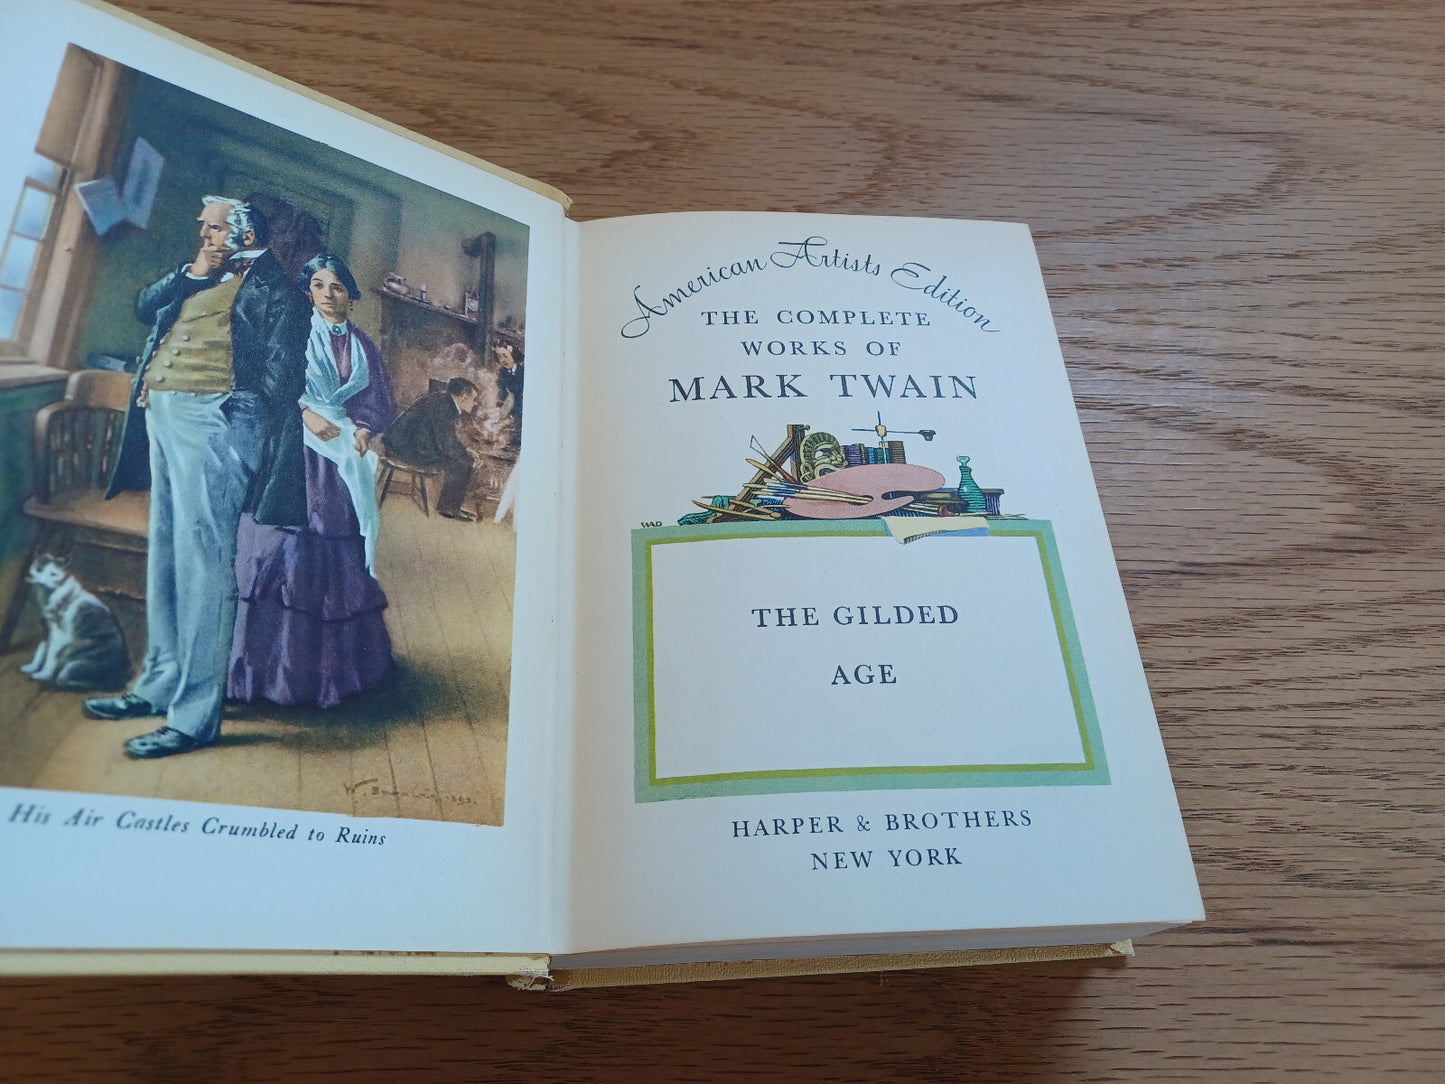 His Air Castles Crumbled to Ruins
American Artists Edition
THE COMPLETE
WORKS OF
MARK TWAIN
WAD
THE GILDED
AGE
HARPER & BROTHERS
NEW YORK